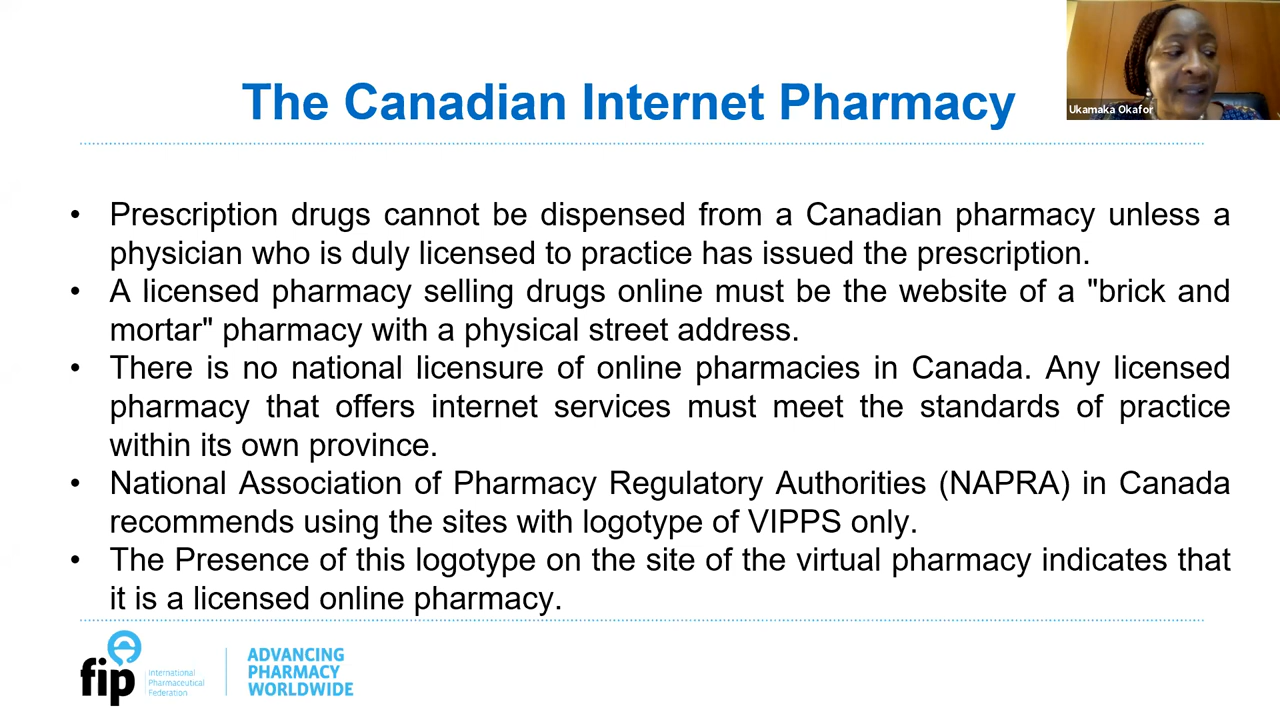 The Canadian Internet Pharmacy
Ukamaka Okafor
• Prescription drugs cannot be dispensed from a Canadian pharmacy unless a
physician who is duly licensed to practice has issued the prescription.
• A licensed pharmacy selling drugs online must be the website of a "brick and
mortar" pharmacy with a physical street address.
• There is no national licensure of online pharmacies in Canada. Any licensed
pharmacy that offers internet services must meet the standards of practice
within its own province.
• National Association of Pharmacy Regulatory Authorities (NAPRA) in Canada
recommends using the sites with logotype of VIPPS only.
• The Presence of this logotype on the site of the virtual pharmacy indicates that
it is a licensed online pharmacy.
fip
International
Pharmaceutical
Federation
ADVANCING
PHARMACY
WORLDWIDE